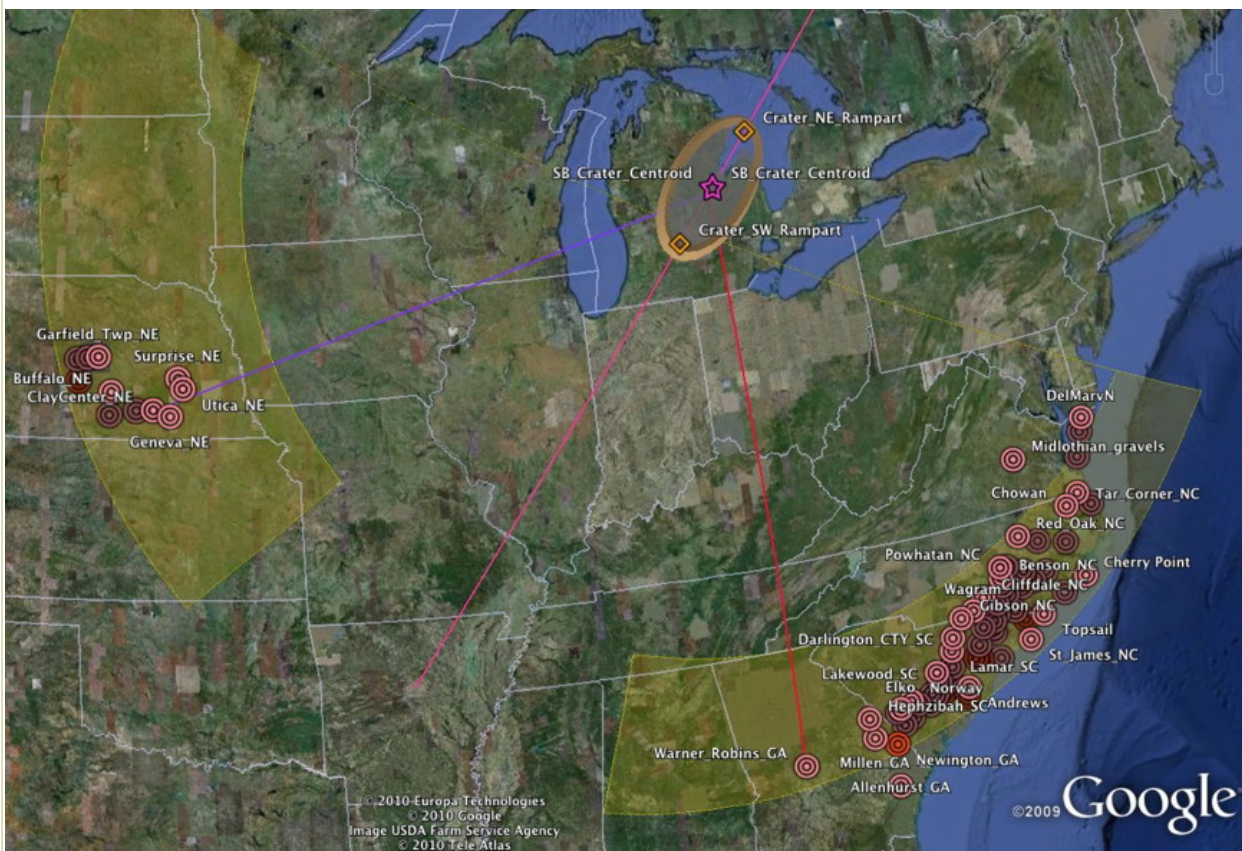 Crater_NE_Rampart
SB_Crater_Centroid
SB_Crater_Centroid
Crater_SW_Rampart
Garfield_Twp_NE
Surprise_NE
Buffalo_NE
ClayCenter_NE
Utica_NE
Geneva_NE
DelMarvN
Midlothian_gravels
Chowan
Tar_Corner_NC
Red_Oak_NC
Powhatan_NC
Benson_NC
Cherry Point
Wagram
Cliffdale_NC
Gibson_NC
Topsail
Darlington_CTY_SC
St_James_NC
Lakewood_SC
Lamar_SC
Elko
Norway
Hephzibah_SC
Andrews
Warner_Robins_GA
Millen_GA
Newington_GA
Allenhurst_GA
© 2010 Europa Technologies
© 2010 Google
Image USDA Farm Service Agency
© 2010 Tele Atlas
©2009 Google